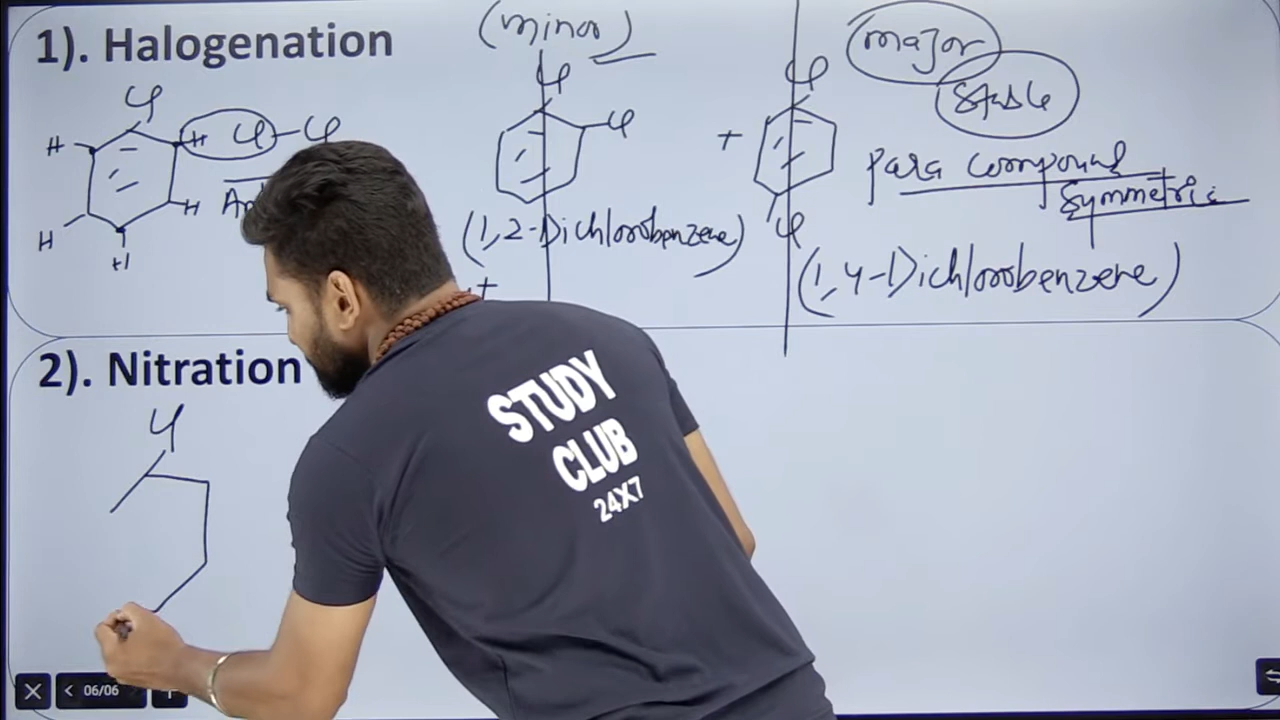 1). Halogenation
(minor)
major
stable
Cl
H
H
Cl-Cl
H
H
H
Cl
Cl
+
Cl
Cl
Para Compound
Symmetric
(1,2-Dichlorobenzene)
(1,4-Dichlorobenzene)
+
2). Nitration
Cl
STUDY
CLUB
24X7
06/06